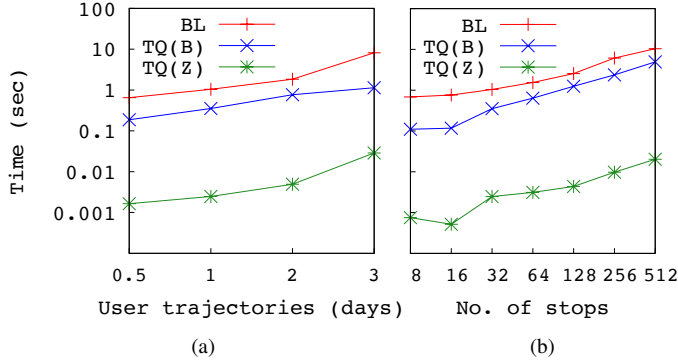 100
10
1
0.1
0.01
0.001
Time (sec)
BL
TQ(B)
TQ(Z)
0.5 1 2 3
User trajectories (days)
(a)
BL
TQ(B)
TQ(Z)
8 16 32 64 128 256 512
No. of stops
(b)